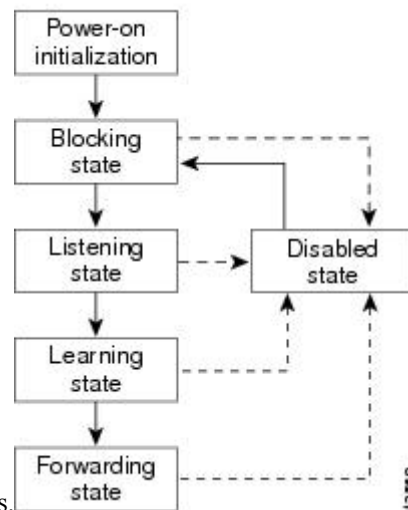 Power-on
initialization
Blocking
state
Listening
state
Disabled
state
Learning
state
Forwarding
state
s.